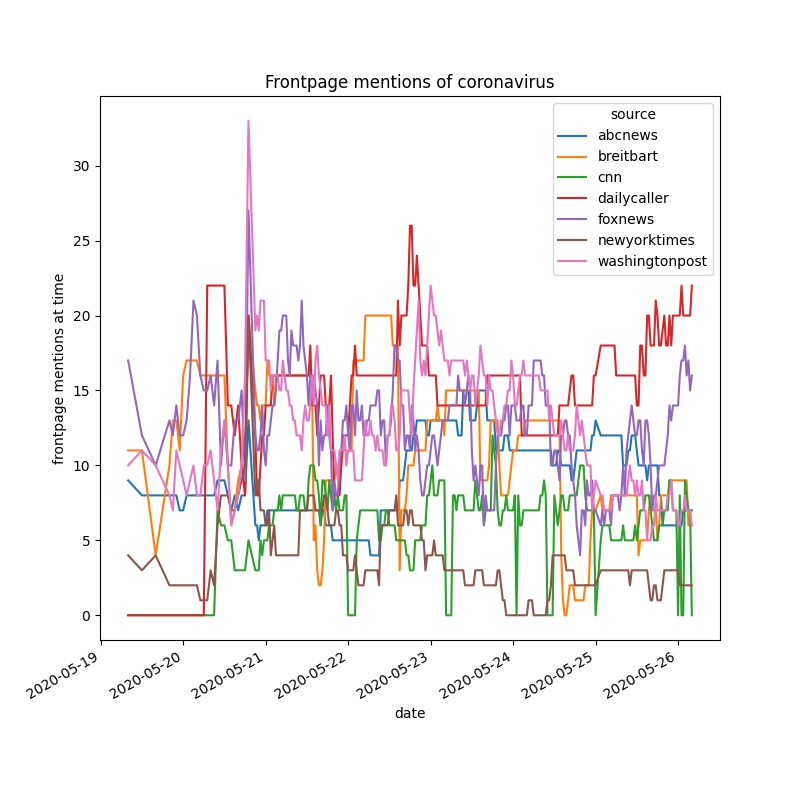 Frontpage mentions of coronavirus
source
abcnews
breitbart
cnn
dailycaller
foxnews
newyorktimes
washingtonpost
frontpage mentions at time
30
25
20
15
10
5
0
2020-05-19
2020-05-20
2020-05-21
2020-05-22
2020-05-23
2020-05-24
2020-05-25
2020-05-26
date